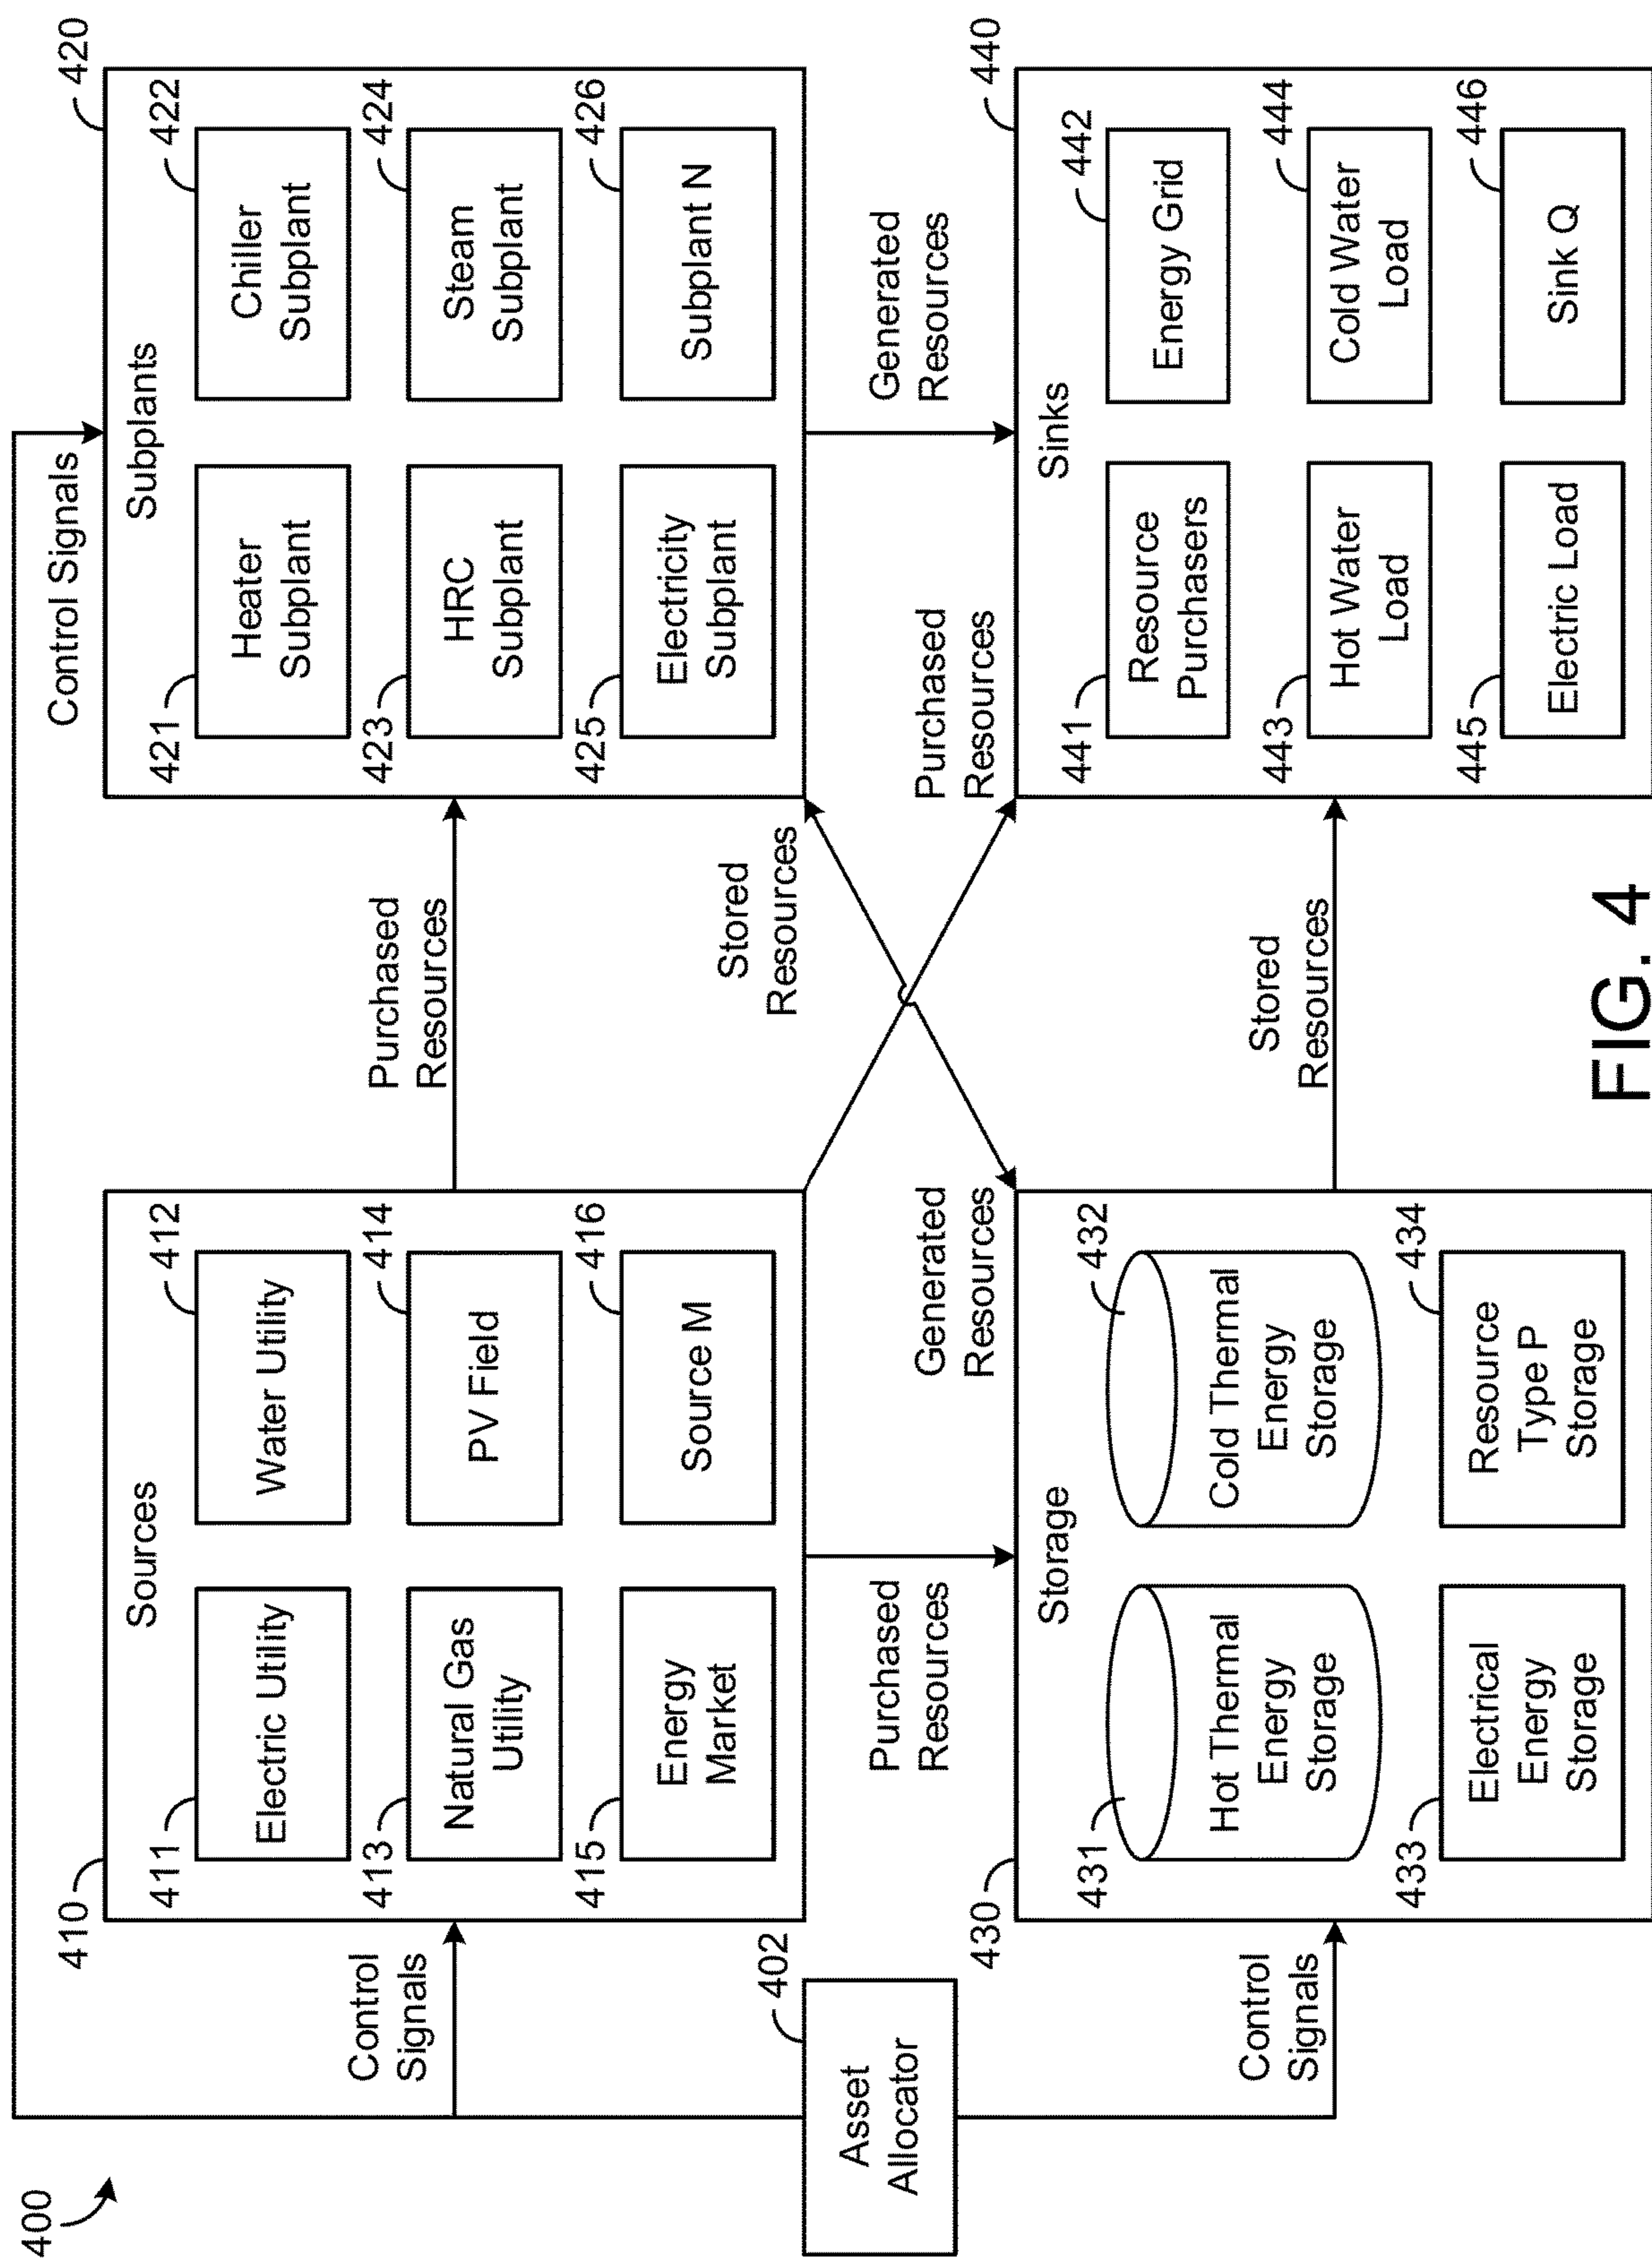 400
Control Signals
410
Sources
411
Electric Utility
412
Water Utility
413
Natural Gas
Utility
414
PV Field
415
Energy
Market
416
Source M
Control
Signals
Purchased
Resources
420
Subplants
421
Heater
Subplant
422
Chiller
Subplant
423
HRC
Subplant
424
Steam
Subplant
425
Electricity
Subplant
426
Subplant N
402
Asset
Allocator
Purchased
Resources
Generated
Resources
Stored
Resources
Purchased
Resources
Generated
Resources
Control
Signals
430
Storage
431
Hot Thermal
Energy
Storage
432
Cold Thermal
Energy
Storage
433
Electrical
Energy
Storage
434
Resource
Type P
Storage
Stored
Resources
440
Sinks
441
Resource
Purchasers
442
Energy Grid
443
Hot Water
Load
444
Cold Water
Load
445
Electric Load
446
Sink Q
FIG. 4